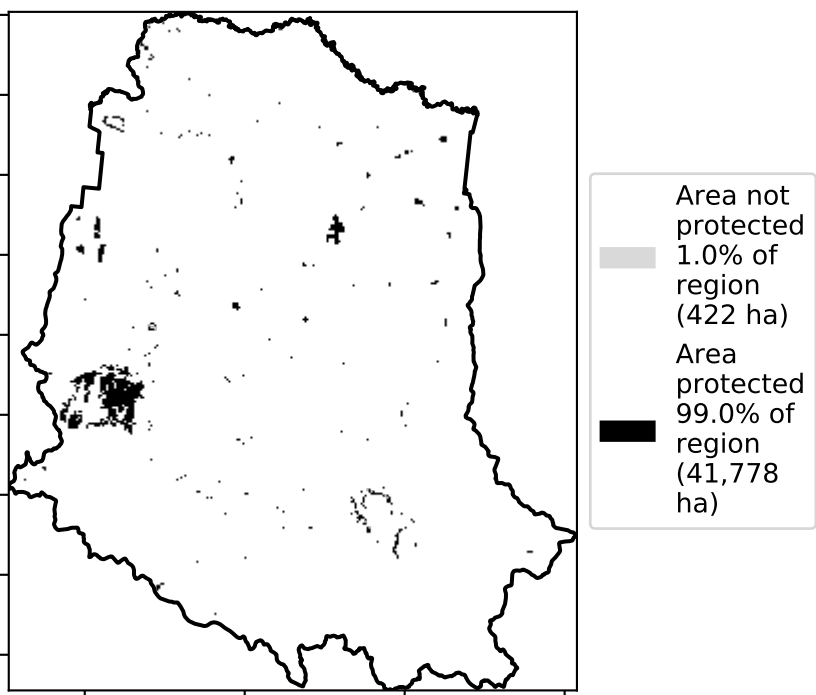 Area not
protected
1.0% of
region
(422 ha)
Area
protected
99.0% of
region
(41,778
ha)